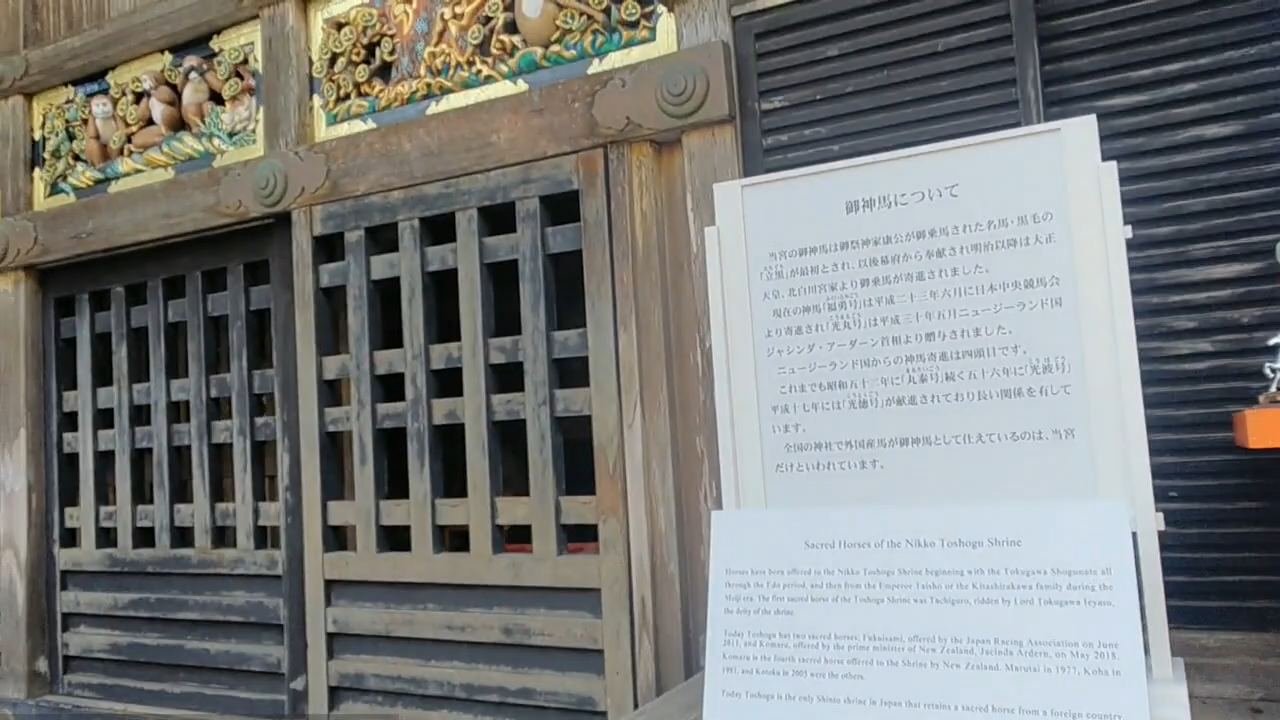 御神馬について
当宮の御神馬は御祭神家康公が御乗馬された名馬・黒毛の
「立黒」が最初とされ、以後幕府から奉献され明治以降は大正
天皇、北白川宮家より御乗馬が寄進されました。
現在の神馬「福勇号」は平成二十三年六月に日本中央競馬会
より寄進され「光丸号」は平成三十年五月ニュージーランド国
ジャシンダ・アーダーン首相より贈与されました。
ニュージーランド国からの神馬寄進は四頭目です。
これまでも昭和五十二年に「丸泰号」続く五十六年に「光波号」
平成十七年には「光徳号」が献進されており長い関係を有して
います。
全国の神社で外国産馬が御神馬として仕えているのは、当宮
だけといわれています。
Sacred Horses of the Nikko Toshogu Shrine
Horses have been offered to the Nikko Toshogu Shrine beginning with the Tokugawa Shogunate all
through the Edo period, and then from the Emperor Taisho or the Kitashirakawa family during the
Meiji era. The first sacred horse of the Toshogu Shrine was Tachiguro, ridden by Lord Tokugawa Ieyasu,
the deity of the shrine.
Today Toshogu has two sacred horses; Fukuisami, offered by the Japan Racing Association on June
2011, and Komaru, offered by the prime minister of New Zealand, Jacinda Ardern, on May 2018.
Komaru is the fourth sacred horse offered to the Shrine by New Zealand. Marutai in 1977, Koha in
1981, and Kotoku in 2005 were the others.
Today Toshogu is the only Shinto shrine in Japan that retains a sacred horse from a foreign country